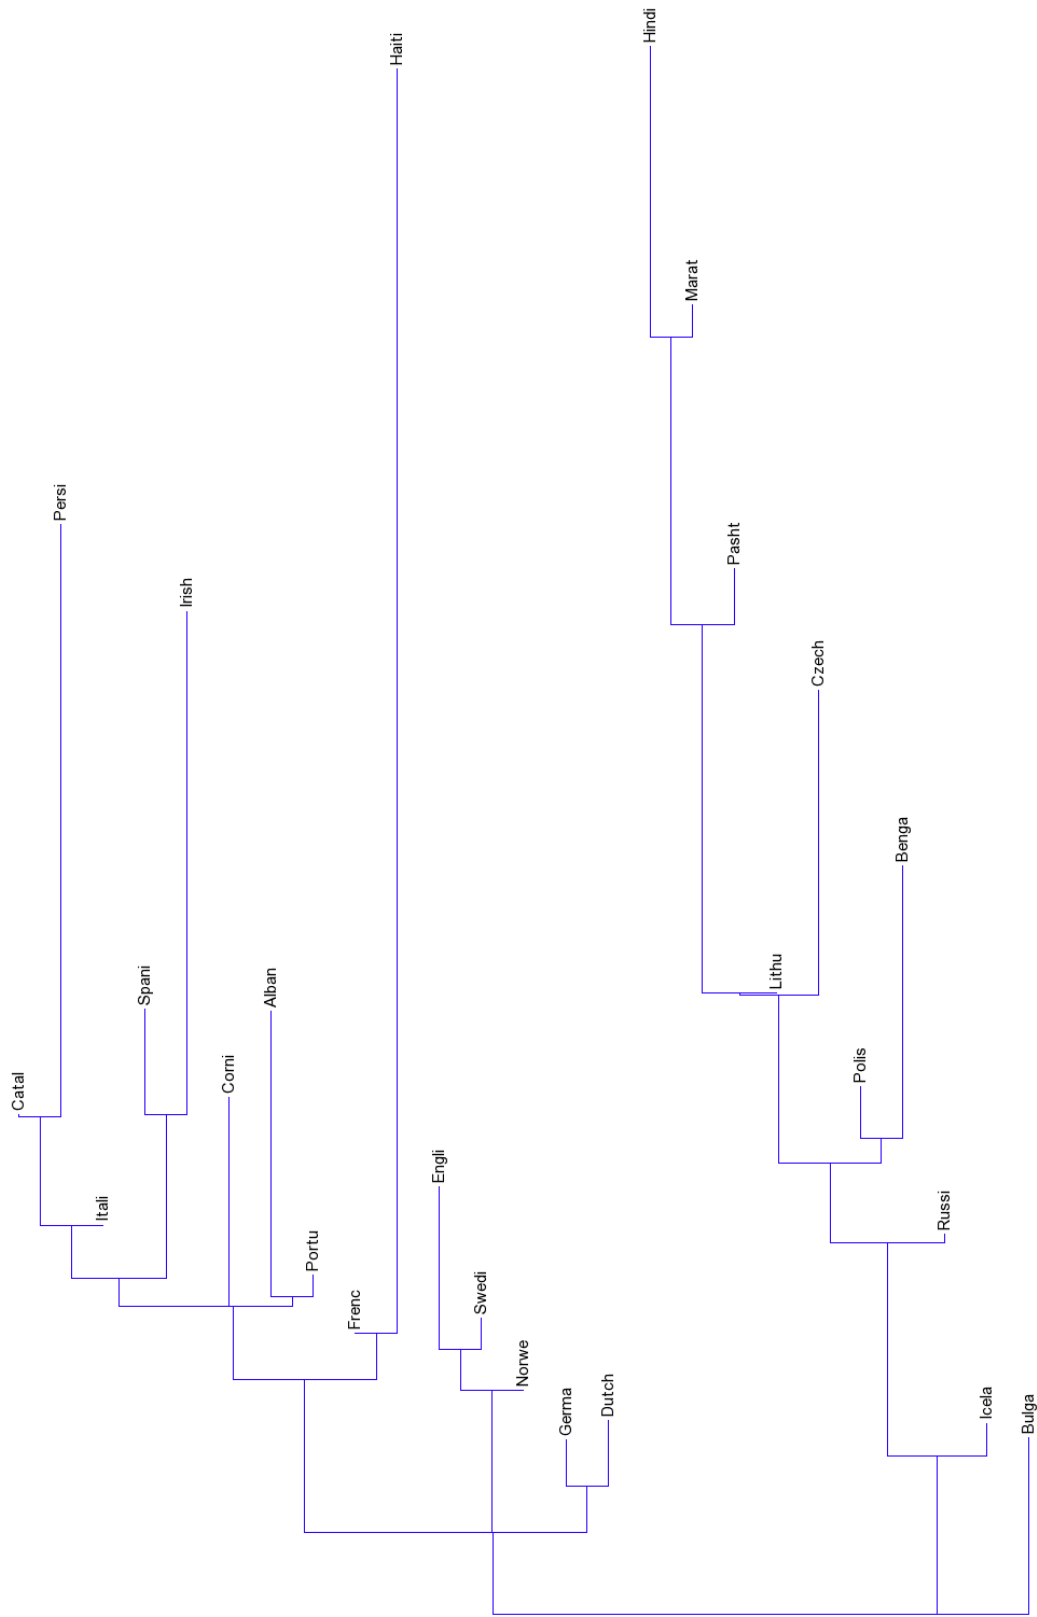 Catal
Persi
Itali
Spani
Irish
Corni
Alban
Portu
Frenc
Haiti
Engli
Swedi
Norwe
Germa
Dutch
Hindi
Marat
Pasht
Lithu
Czech
Polis
Benga
Russi
Icela
Bulga